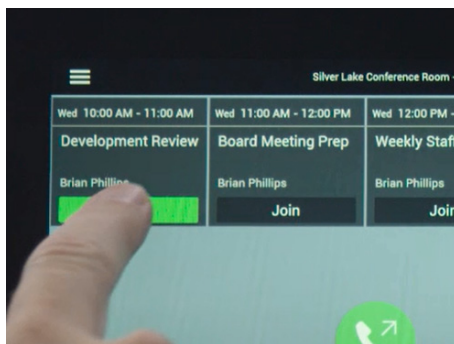 Silver Lake Conference Room -
Wed 10:00 AM - 11:00 AM
Wed 11:00 AM - 12:00 PM
Wed 12:00 PM -
Development Review
Board Meeting Prep
Weekly Staf
Brian Phillips
Brian Phillips
Brian Phillips
Join
Joi